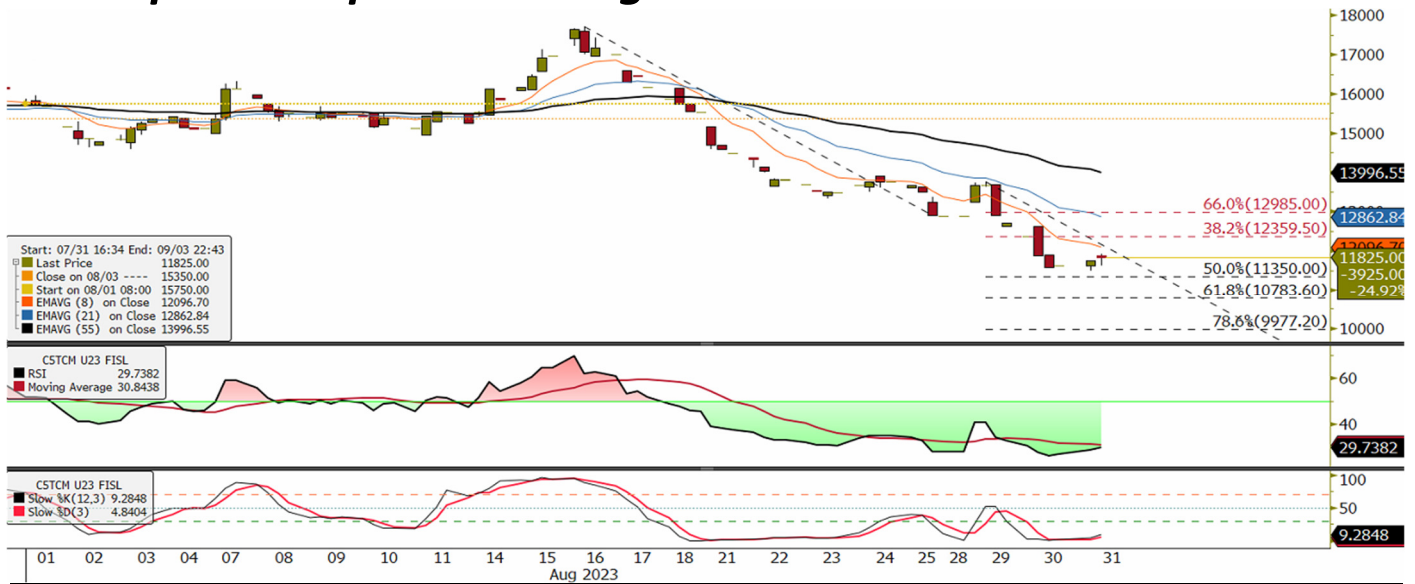 18000
17000
16000
15000
13996.55
66.0%(12985.00)
12862.84
38.2%(12359.50)
12096.70
11825.00
50.0%(11350.00)
-3925.00
61.8%(10783.60)
-24.92%
78.6%(9977.20)
10000
Start: 07/31 16:34 End: 09/03 22:43
Last Price 11825.00
Close on 08/03 ---- 15350.00
Start on 08/01 08:00 15750.00
EMAVG (8) on Close 12096.70
EMAVG (21) on Close 12862.84
EMAVG (55) on Close 13996.55
C5TCM U23 FISL
RSI 29.7382
Moving Average 30.8438
60
40
29.7382
C5TCM U23 FISL
Slow %K(12,3) 9.2848
Slow %D(3) 4.8404
100
50
9.2848
01 02 03 04 07 08 09 10 11 14 15 16 17 18 21 22 23 24 25 28 29 30 31
Aug 2023